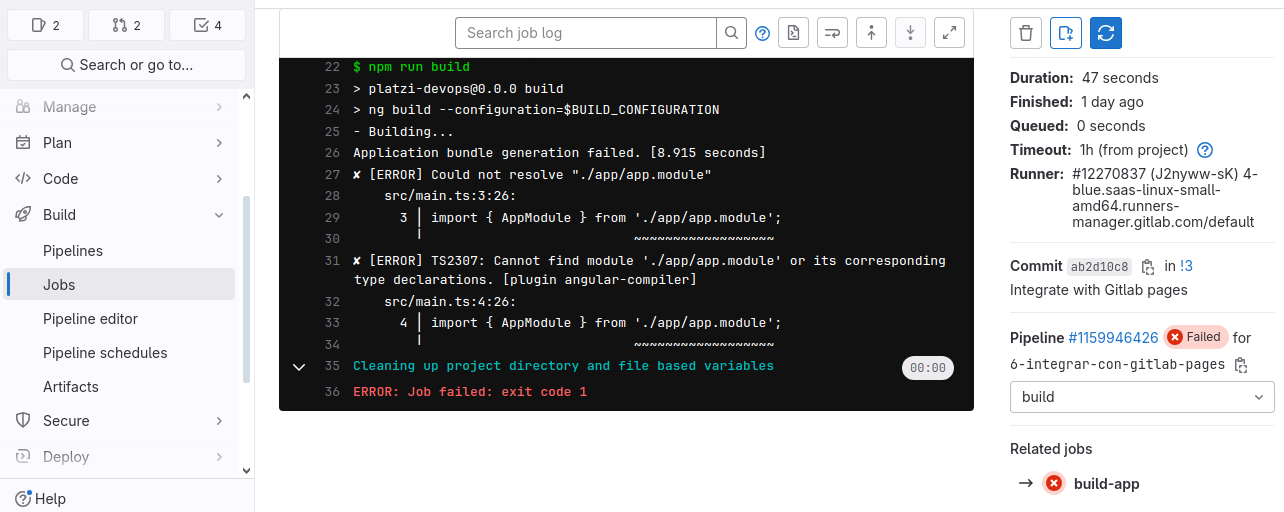 2
2
4
Search or go to...
Manage
Plan
Code
Build
Pipelines
Jobs
Pipeline editor
Pipeline schedules
Artifacts
Secure
Deploy
Help
Search job log
22 $ npm run build
23 > platzi-devops@0.0.0 build
24 > ng build --configuration=$BUILD_CONFIGURATION
25 - Building...
26 Application bundle generation failed. [8.915 seconds]
27 ✘ [ERROR] Could not resolve "./app/app.module"
28 src/main.ts:3:26:
29 3 │ import { AppModule } from './app/app.module';
30 ╵ ~~~~~~~~~~~~~~~~~~
31 ✘ [ERROR] TS2307: Cannot find module './app/app.module' or its corresponding
type declarations. [plugin angular-compiler]
32 src/main.ts:4:26:
33 4 │ import { AppModule } from './app/app.module';
34 ╵ ~~~~~~~~~~~~~~~~~~
35 Cleaning up project directory and file based variables 00:00
36 ERROR: Job failed: exit code 1
Duration: 47 seconds
Finished: 1 day ago
Queued: 0 seconds
Timeout: 1h (from project)
Runner: #12270837 (J2nyww-sK) 4-
blue.saas-linux-small-
amd64.runners-
manager.gitlab.com/default
Commit ab2d10c8 in !3
Integrate with Gitlab pages
Pipeline #1159946426 Failed for
6-integrar-con-gitlab-pages
build
Related jobs
→ build-app